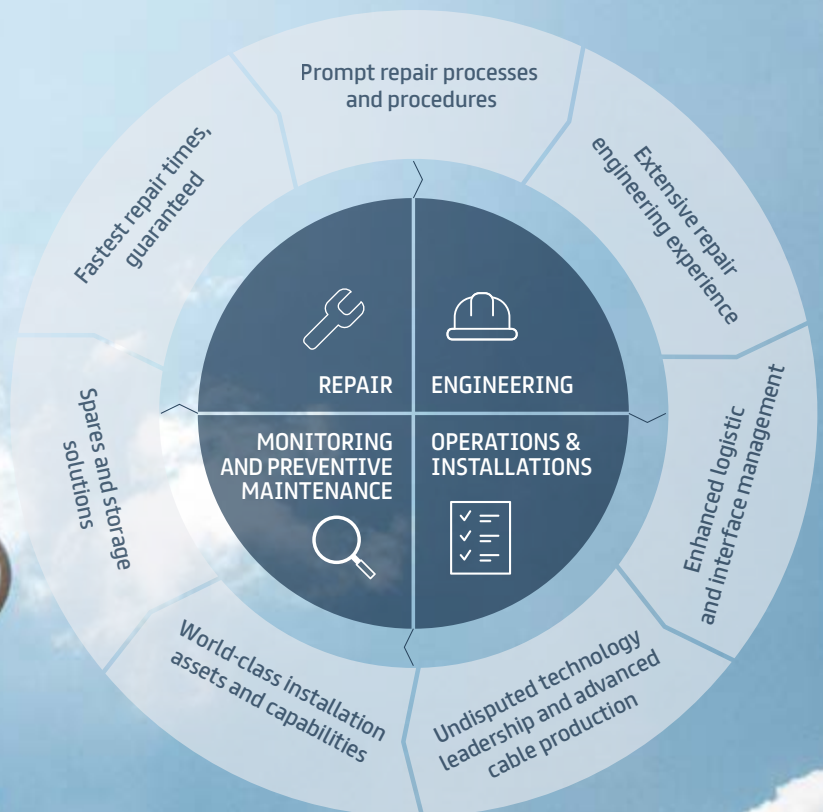 Prompt repair processes
and procedures
Extensive repair
engineering experience
Enhanced logistic
and interface management
Undisputed technology
leadership and advanced
cable production
World-class installation
assets and capabilities
Spares and storage
solutions
Fastest repair times,
guaranteed
REPAIR
ENGINEERING
MONITORING
AND PREVENTIVE
MAINTENANCE
OPERATIONS &
INSTALLATIONS